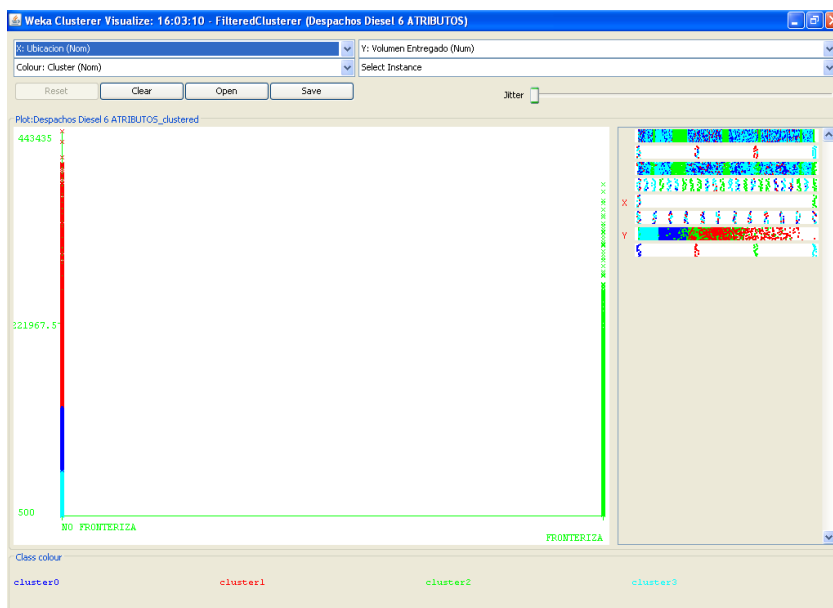 Weka Clusterer Visualize: 16:03:10 - FilteredClusterer (Despachos Diesel 6 ATRIBUTOS)
X: Ubicacion (Nom)
Y: Volumen Entregado (Num)
Colour: Cluster (Nom)
Select Instance
Reset
Clear
Open
Save
Jitter
Plot:Despachos Diesel 6 ATRIBUTOS_clustered
443435
221967.5
500
NO FRONTERIZA
FRONTERIZA
X
Y
Class colour
cluster0
cluster1
cluster2
cluster3